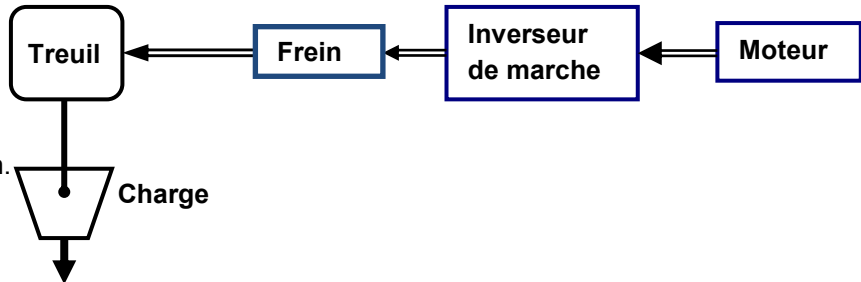 Treuil
Frein
Inverseur
de marche
Moteur
Charge